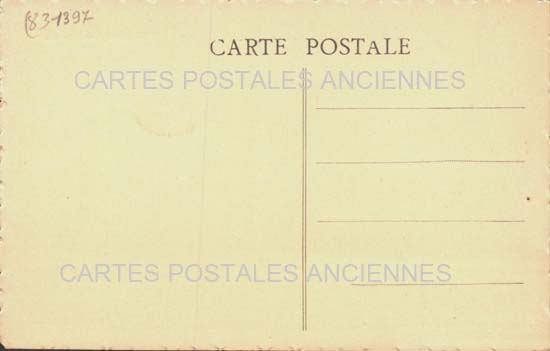 83-1397
CARTE POSTALE
CARTES POSTALES ANCIENNES
CARTES POSTALES ANCIENNES